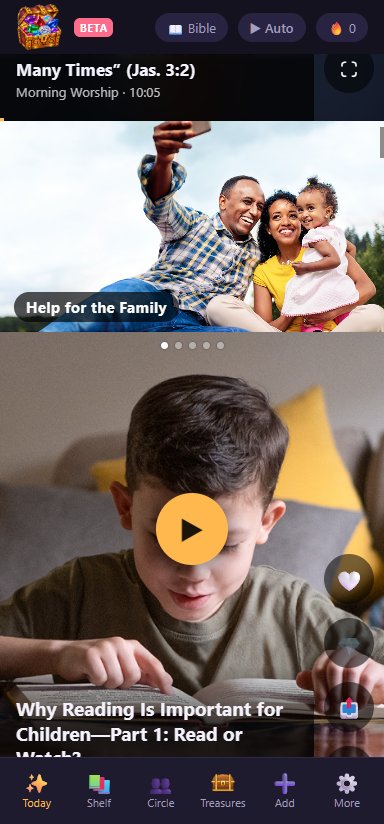 BETA
Bible
Auto
0
Many Times” (Jas. 3:2)
Morning Worship · 10:05
Help for the Family
Why Reading Is Important for
Children—Part 1: Read or
Watch?
Today
Shelf
Circle
Treasures
Add
More